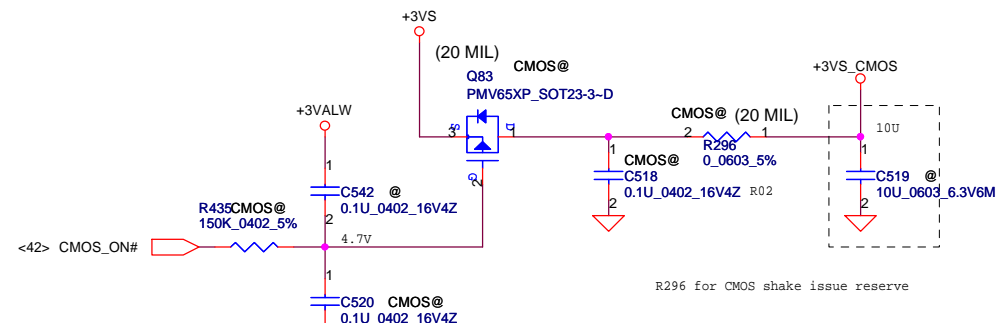 +3VS
(20 MIL)
CMOS@
Q83
PMV65XP_SOT23-3~D
+3VS_CMOS
+3VALW
S
D
3
1
G
2
CMOS@
(20 MIL)
2
1
R296
0_0603_5%
10U
1
CMOS@
C518
0.1U_0402_16V4Z
R02
2
1
C519
@
10U_0603_6.3V6M
2
1
C542
@
0.1U_0402_16V4Z
2
R435
CMOS@
150K_0402_5%
4.7V
<42>
CMOS_ON#
1
C520
CMOS@
0.1U_0402_16V4Z
R296 for CMOS shake issue reserve